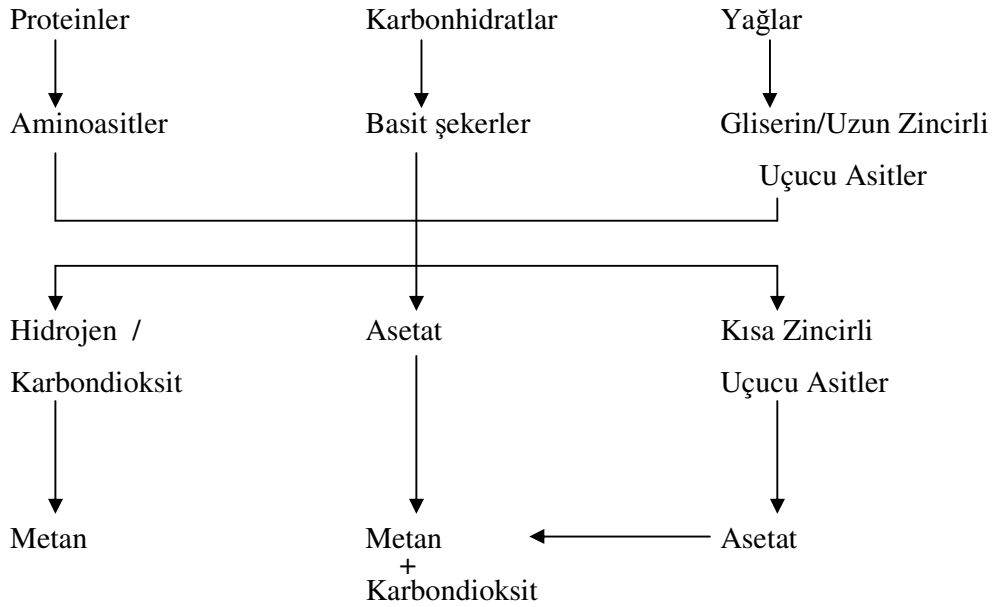 Proteinler Karbonhidratlar Yağlar
Aminoasitler Basit şekerler Gliserin/Uzun Zincirli
Uçucu Asitler
Hidrojen / Asetat Kısa Zincirli
Karbondioksit Uçucu Asitler
Metan Metan Asetat
+
Karbondioksit